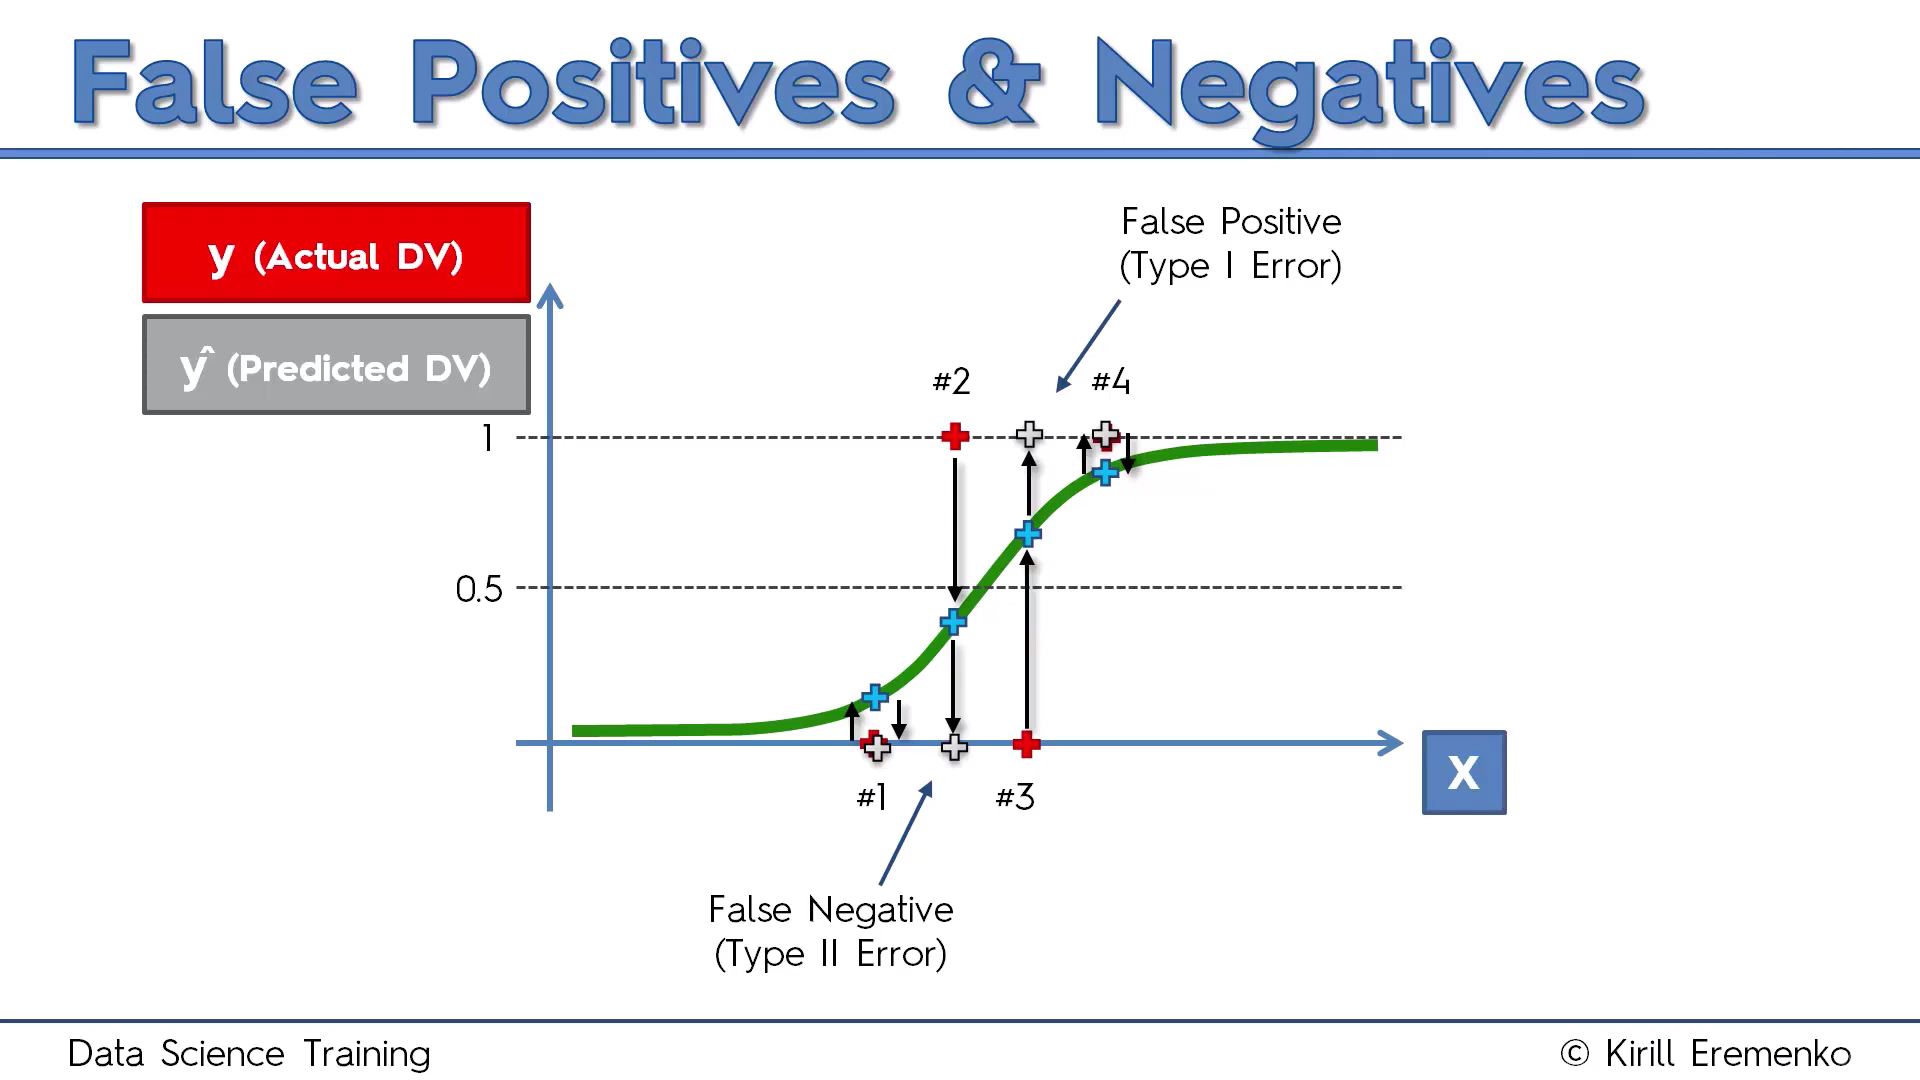 False Positives & Negatives
y (Actual DV)
ŷ (Predicted DV)
False Positive
(Type I Error)
#2
#4
1
0.5
X
#1
#3
False Negative
(Type II Error)
Data Science Training
© Kirill Eremenko